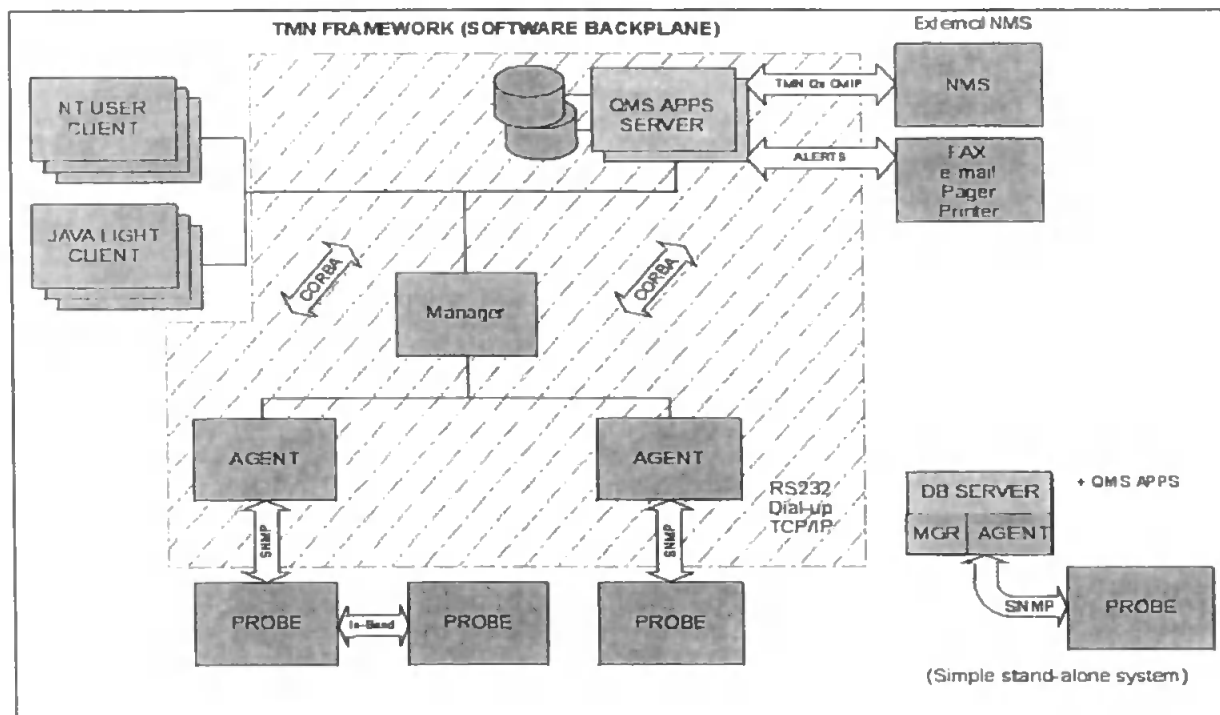 TMN FRAMEWORK (SOFTWARE BACKPLANE)
External NMS
NT USER
CLIENT
QMS APPS
SERVER
TMN Qx CMIP
NMS
ALERTS
FAX
e-mail
Pager
Printer
JAVA LIGHT
CLIENT
CORBA
CORBA
Manager
AGENT
AGENT
RS232
Dial-up
TCP/IP
SNMP
SNMP
DB SERVER
+ QMS APPS
MGR
AGENT
SNMP
PROBE
In-Band
PROBE
PROBE
PROBE
(Simple stand-alone system)